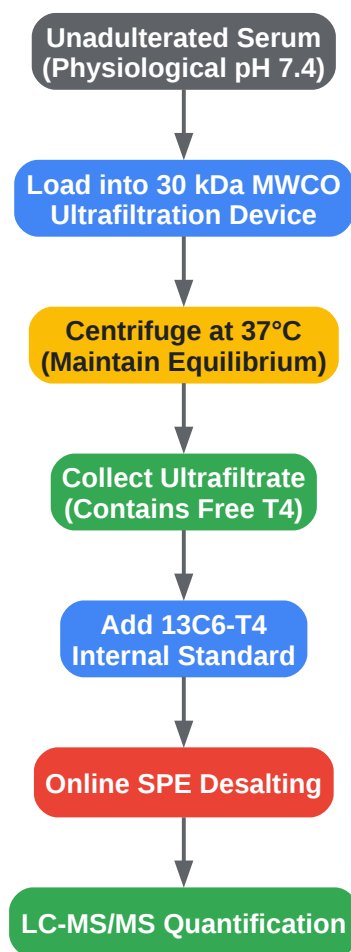 Unadulterated Serum
(Physiological pH 7.4)
Load into 30 kDa MWCO
Ultrafiltration Device
Centrifuge at 37°C
(Maintain Equilibrium)
Collect Ultrafiltrate
(Contains Free T4)
Add 13C6-T4
Internal Standard
Online SPE Desalting
LC-MS/MS Quantification